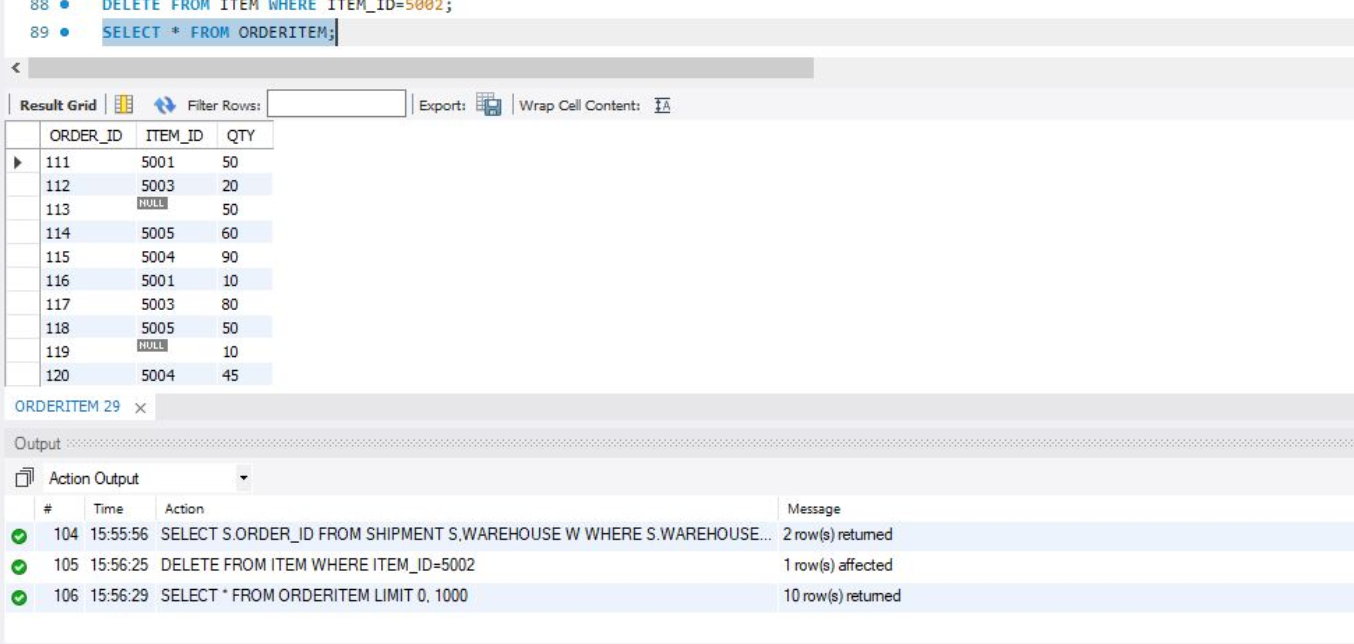 88 DELETE FROM ITEM WHERE ITEM_ID=5002;
89 SELECT * FROM ORDERITEM;
Result Grid Filter Rows: Export: Wrap Cell Content: IA
ORDER_ID ITEM_ID QTY
111 5001 50
112 5003 20
113 NULL 50
114 5005 60
115 5004 90
116 5001 10
117 5003 80
118 5005 50
119 NULL 10
120 5004 45
ORDERITEM 29
Output
Action Output
# Time Action Message
104 15:55:56 SELECT S.ORDER_ID FROM SHIPMENT S,WAREHOUSE W WHERE S.WAREHOUSE... 2 row(s) returned
105 15:56:25 DELETE FROM ITEM WHERE ITEM_ID=5002 1 row(s) affected
106 15:56:29 SELECT * FROM ORDERITEM LIMIT 0, 1000 10 row(s) returned